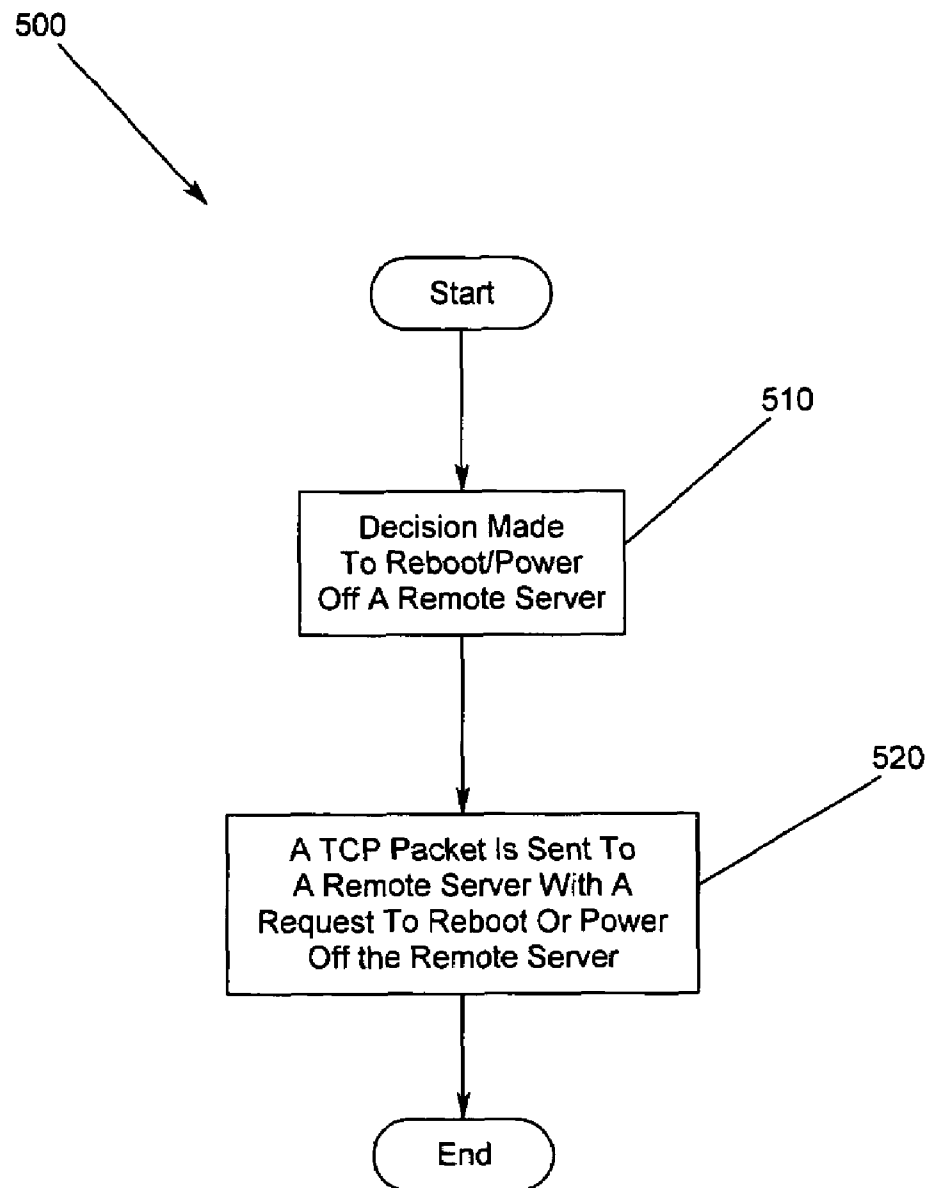 500
Start
510
Decision Made
To Reboot/Power
Off A Remote Server
520
A TCP Packet Is Sent To
A Remote Server With A
Request To Reboot Or Power
Off the Remote Server
End